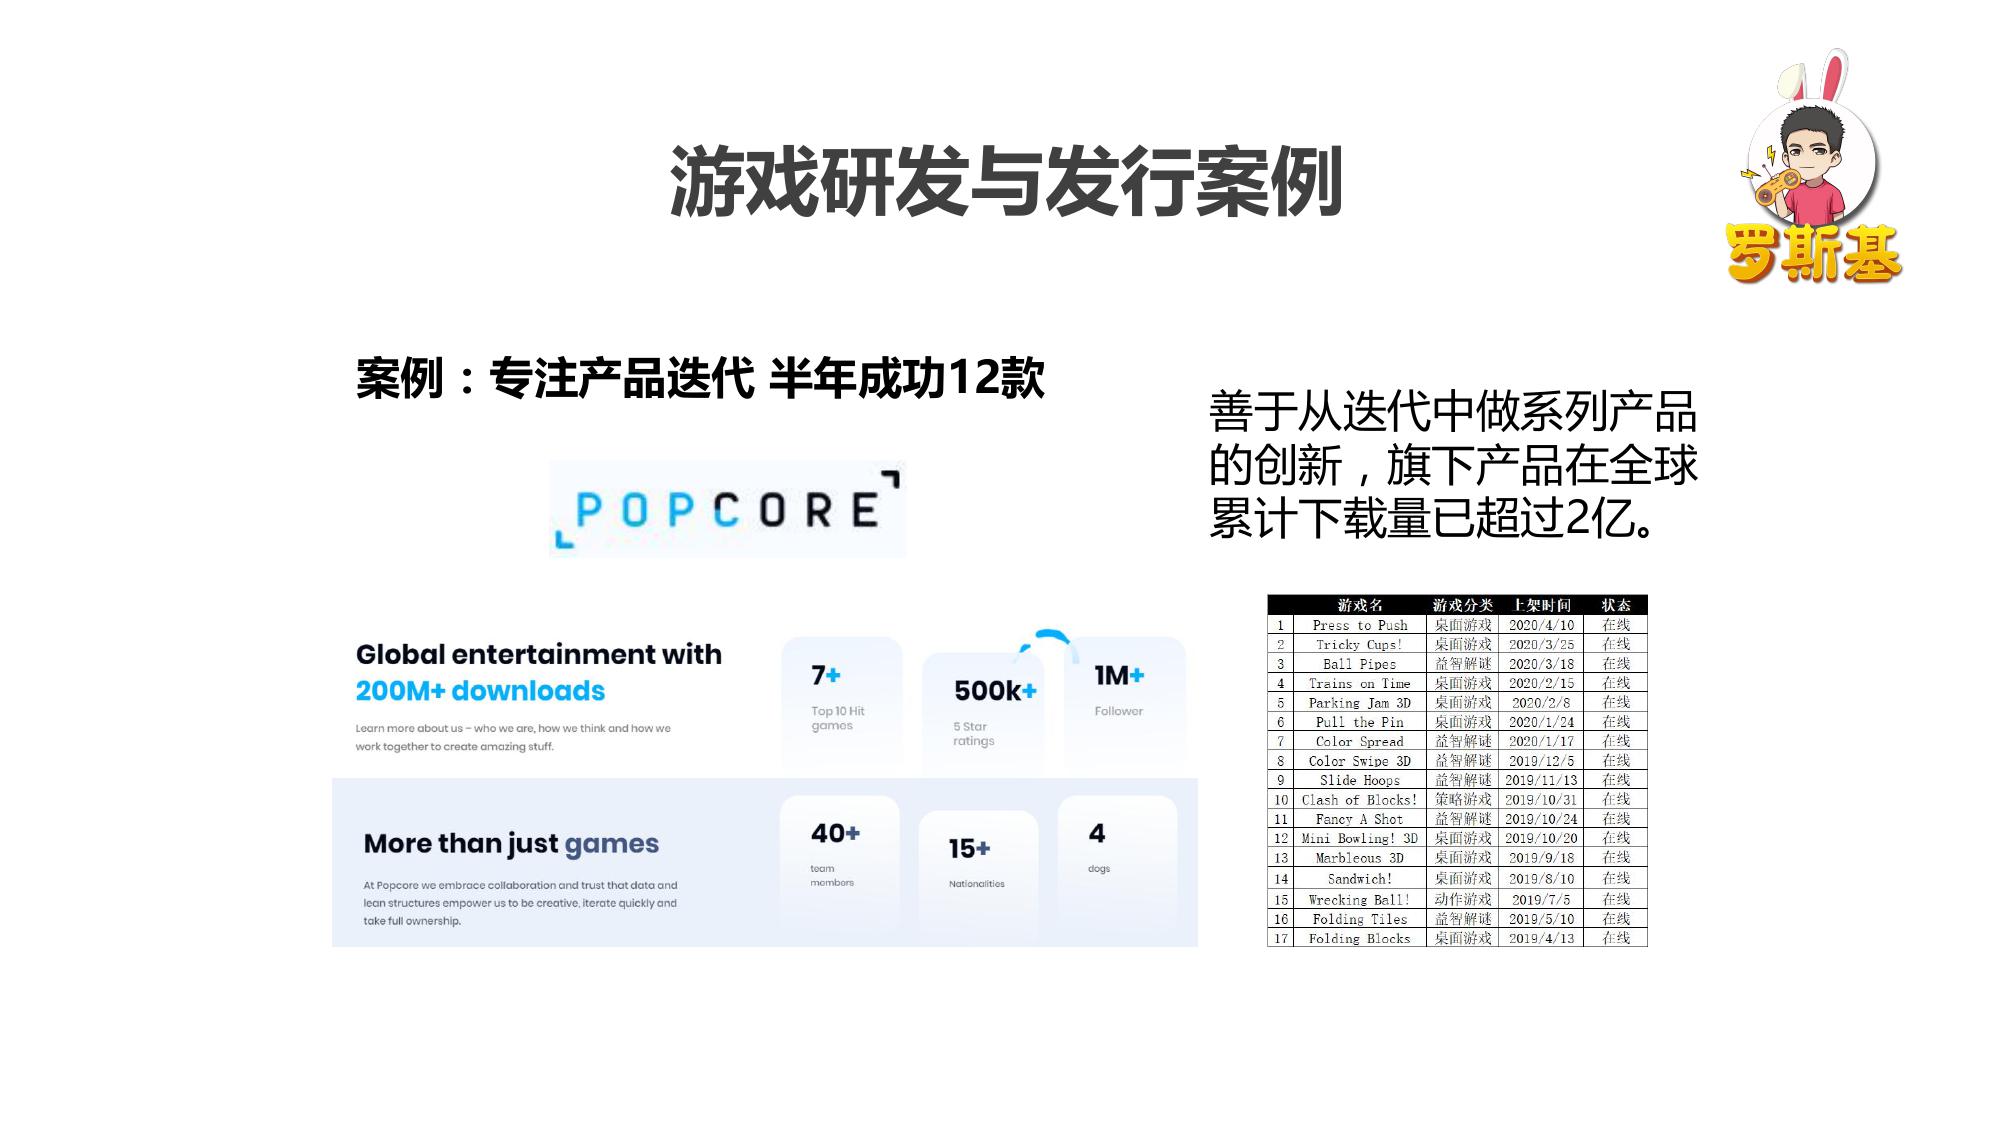 游戏研发与发行案例
罗斯基
案例：专注产品迭代 半年成功12款
POPCORE
Global entertainment with
200M+ downloads
Learn more about us – who we are, how we think and how we
work together to create amazing stuff.
7+
Top 10 Hit
games
500k+
5 Star
ratings
1M+
Follower
More than just games
At Popcore we embrace collaboration and trust that data and
lean structures empower us to be creative, iterate quickly and
take full ownership.
40+
team
members
15+
Nationalities
4
dogs
善于从迭代中做系列产品
的创新，旗下产品在全球
累计下载量已超过2亿。
游戏名 游戏分类 上架时间 状态
1 Press to Push 桌面游戏 2020/4/10 在线
2 Tricky Cups! 桌面游戏 2020/3/25 在线
3 Ball Pipes 益智解谜 2020/3/18 在线
4 Trains on Time 桌面游戏 2020/2/15 在线
5 Parking Jam 3D 桌面游戏 2020/2/8 在线
6 Pull the Pin 桌面游戏 2020/1/24 在线
7 Color Spread 益智解谜 2020/1/17 在线
8 Color Swipe 3D 益智解谜 2019/12/5 在线
9 Slide Hoops 益智解谜 2019/11/13 在线
10 Clash of Blocks! 策略游戏 2019/10/31 在线
11 Fancy A Shot 益智解谜 2019/10/24 在线
12 Mini Bowling! 3D 桌面游戏 2019/10/20 在线
13 Marbleous 3D 桌面游戏 2019/9/18 在线
14 Sandwich! 桌面游戏 2019/8/10 在线
15 Wrecking Ball! 动作游戏 2019/7/5 在线
16 Folding Tiles 益智解谜 2019/5/10 在线
17 Folding Blocks 桌面游戏 2019/4/13 在线